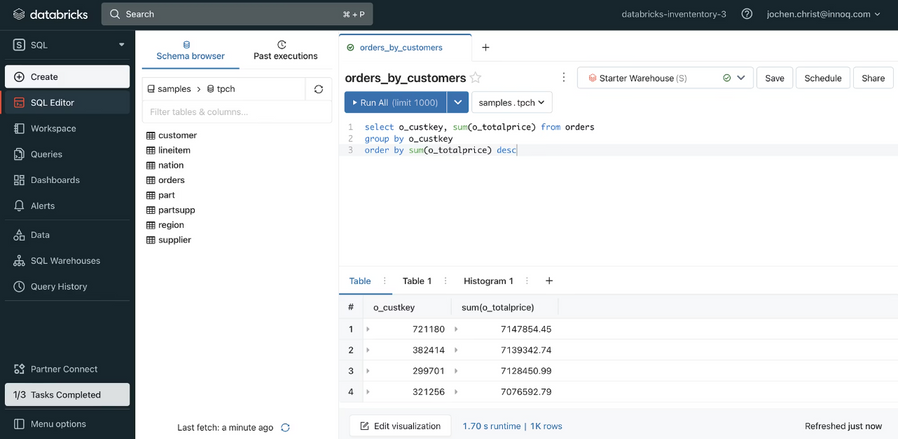 databricks
Search ⌘ + P
databricks-invententory-3
jochen.christ@innoq.com
SQL
Create
SQL Editor
Workspace
Queries
Dashboards
Alerts
Data
SQL Warehouses
Query History
Partner Connect
1/3 Tasks Completed
Menu options
Schema browser
Past executions
samples > tpch
Filter tables & columns...
customer
lineitem
nation
orders
part
partsupp
region
supplier
Last fetch: a minute ago
orders_by_customers
orders_by_customers
Starter Warehouse (S)
Save
Schedule
Share
Run All (limit 1000)
samples.tpch
1 select o_custkey, sum(o_totalprice) from orders
2 group by o_custkey
3 order by sum(o_totalprice) desc
Table Table 1 Histogram 1 +
# o_custkey sum(o_totalprice)
1 721180 7147854.45
2 382414 7139342.74
3 299701 7128450.99
4 321256 7076592.79
Edit visualization
1.70 s runtime | 1K rows
Refreshed just now